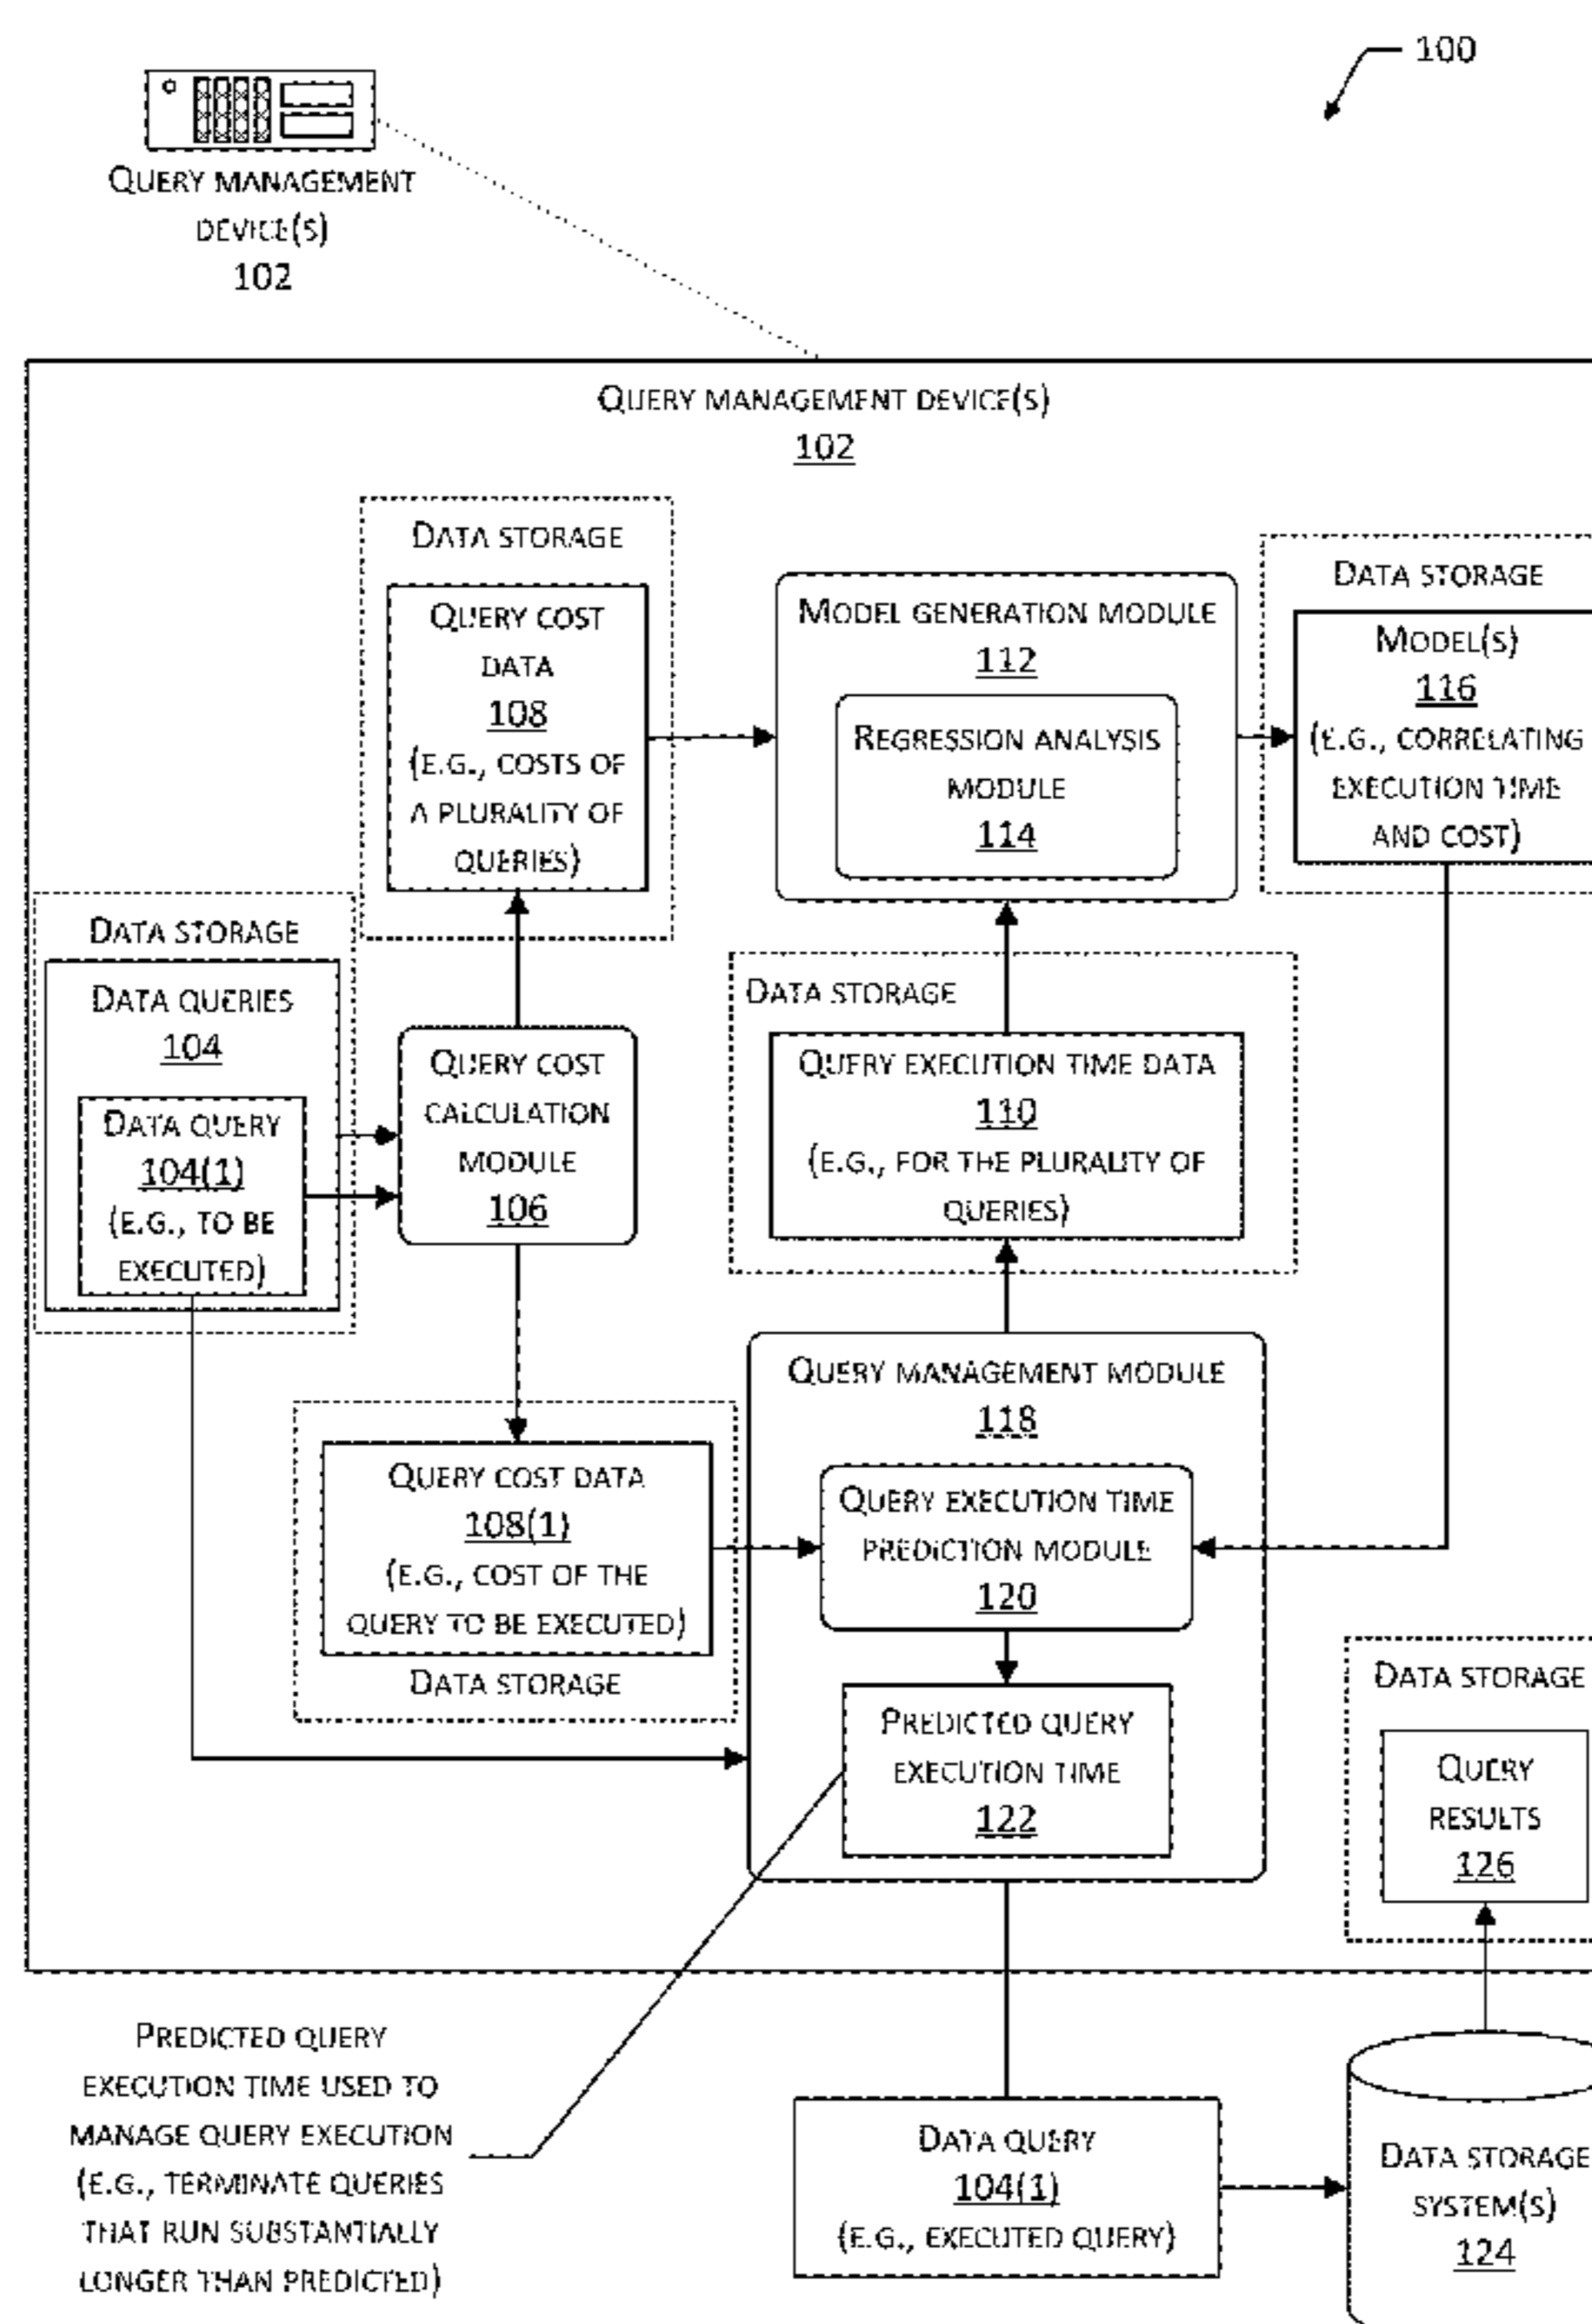 100
QUERY MANAGEMENT
DEVICE(S)
102
QUERY MANAGEMENT DEVICE(S)
102
DATA STORAGE
QUERY COST
DATA
108
(E.G., COSTS OF
A PLURALITY OF
QUERIES)
MODEL GENERATION MODULE
112
REGRESSION ANALYSIS
MODULE
114
DATA STORAGE
MODEL(S)
116
(E.G., CORRELATING
EXECUTION TIME
AND COST)
DATA STORAGE
DATA QUERIES
104
DATA QUERY
104(1)
(E.G., TO BE
EXECUTED)
QUERY COST
CALCULATION
MODULE
106
DATA STORAGE
QUERY EXECUTION TIME DATA
110
(E.G., FOR THE PLURALITY OF
QUERIES)
QUERY COST DATA
108(1)
(E.G., COST OF THE
QUERY TO BE EXECUTED)
DATA STORAGE
QUERY MANAGEMENT MODULE
118
QUERY EXECUTION TIME
PREDICTION MODULE
120
PREDICTED QUERY
EXECUTION TIME
122
DATA STORAGE
QUERY
RESULTS
126
PREDICTED QUERY
EXECUTION TIME USED TO
MANAGE QUERY EXECUTION
(E.G., TERMINATE QUERIES
THAT RUN SUBSTANTIALLY
LONGER THAN PREDICTED)
DATA QUERY
104(1)
(E.G., EXECUTED QUERY)
DATA STORAGE
SYSTEM(S)
124